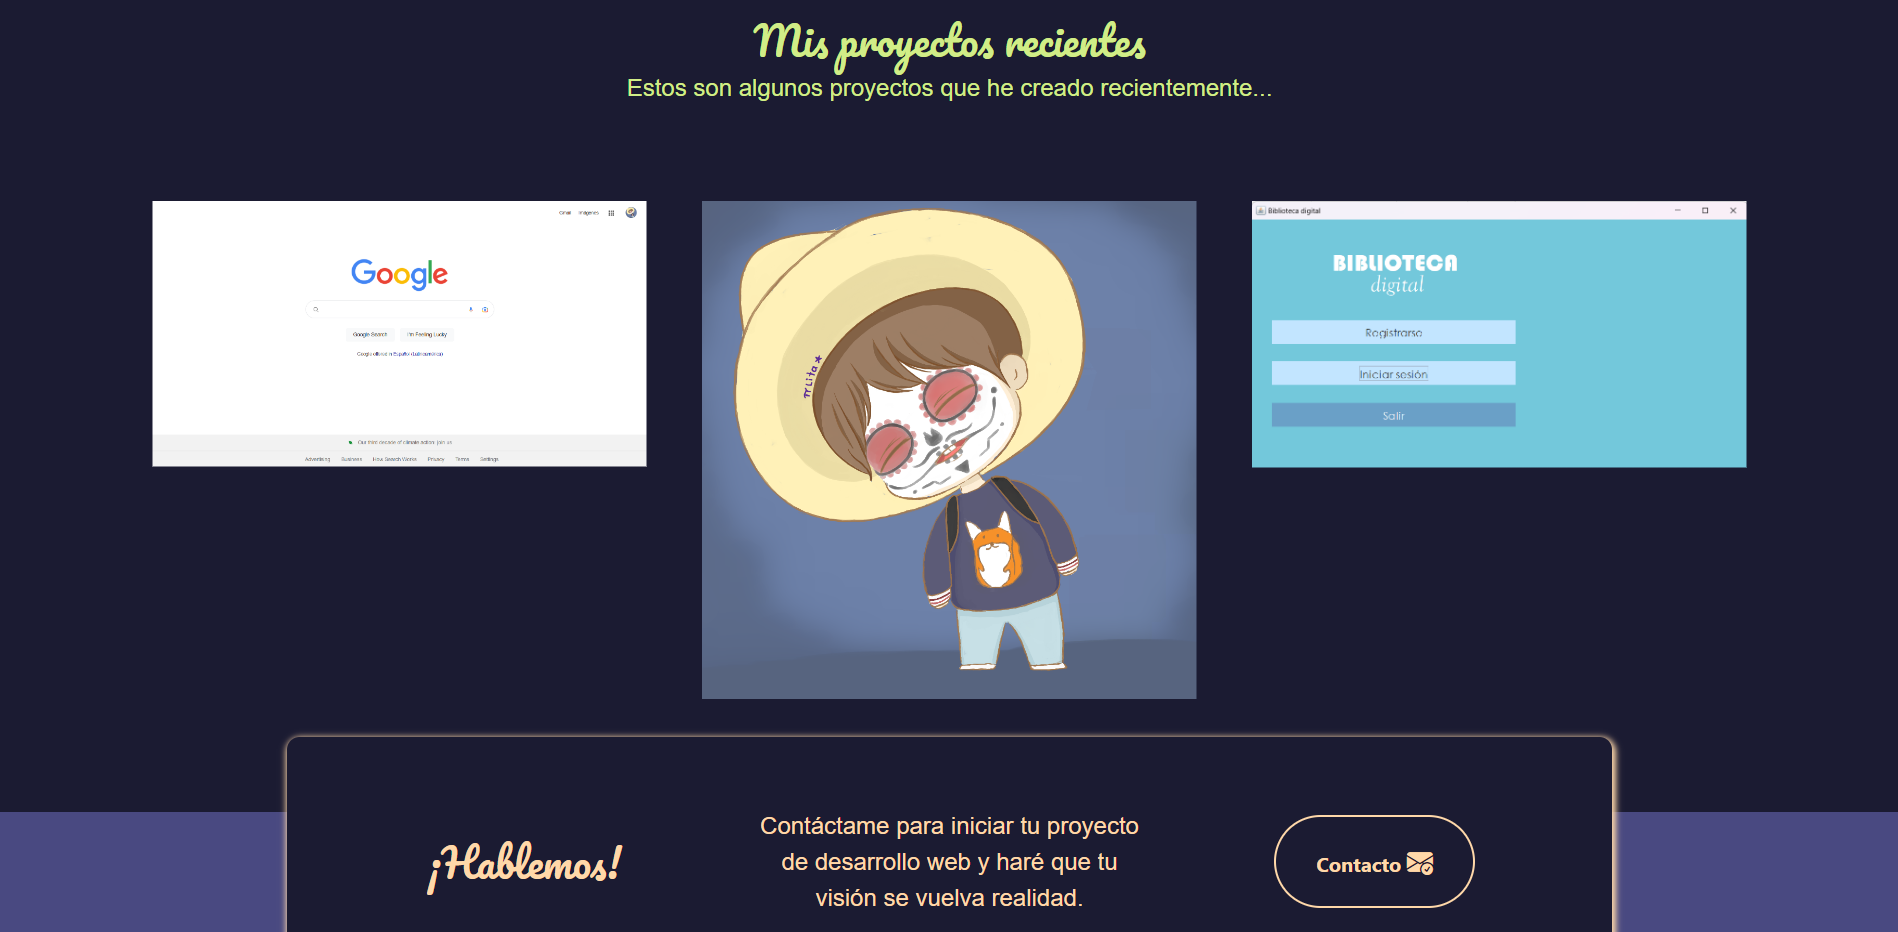 Mis proyectos recientes
Estos son algunos proyectos que he creado recientemente...
Gmail Imágenes
Google
Google Search I'm Feeling Lucky
Google offered in: Español (Latinoamérica)
Our third decade of climate action: join us
Advertising Business How Search Works Privacy Terms Settings
Lita
Biblioteca digital
BIBLIOTECA
digital
Registrarse
Iniciar sesión
Salir
¡Hablemos!
Contáctame para iniciar tu proyecto
de desarrollo web y haré que tu
visión se vuelva realidad.
Contacto